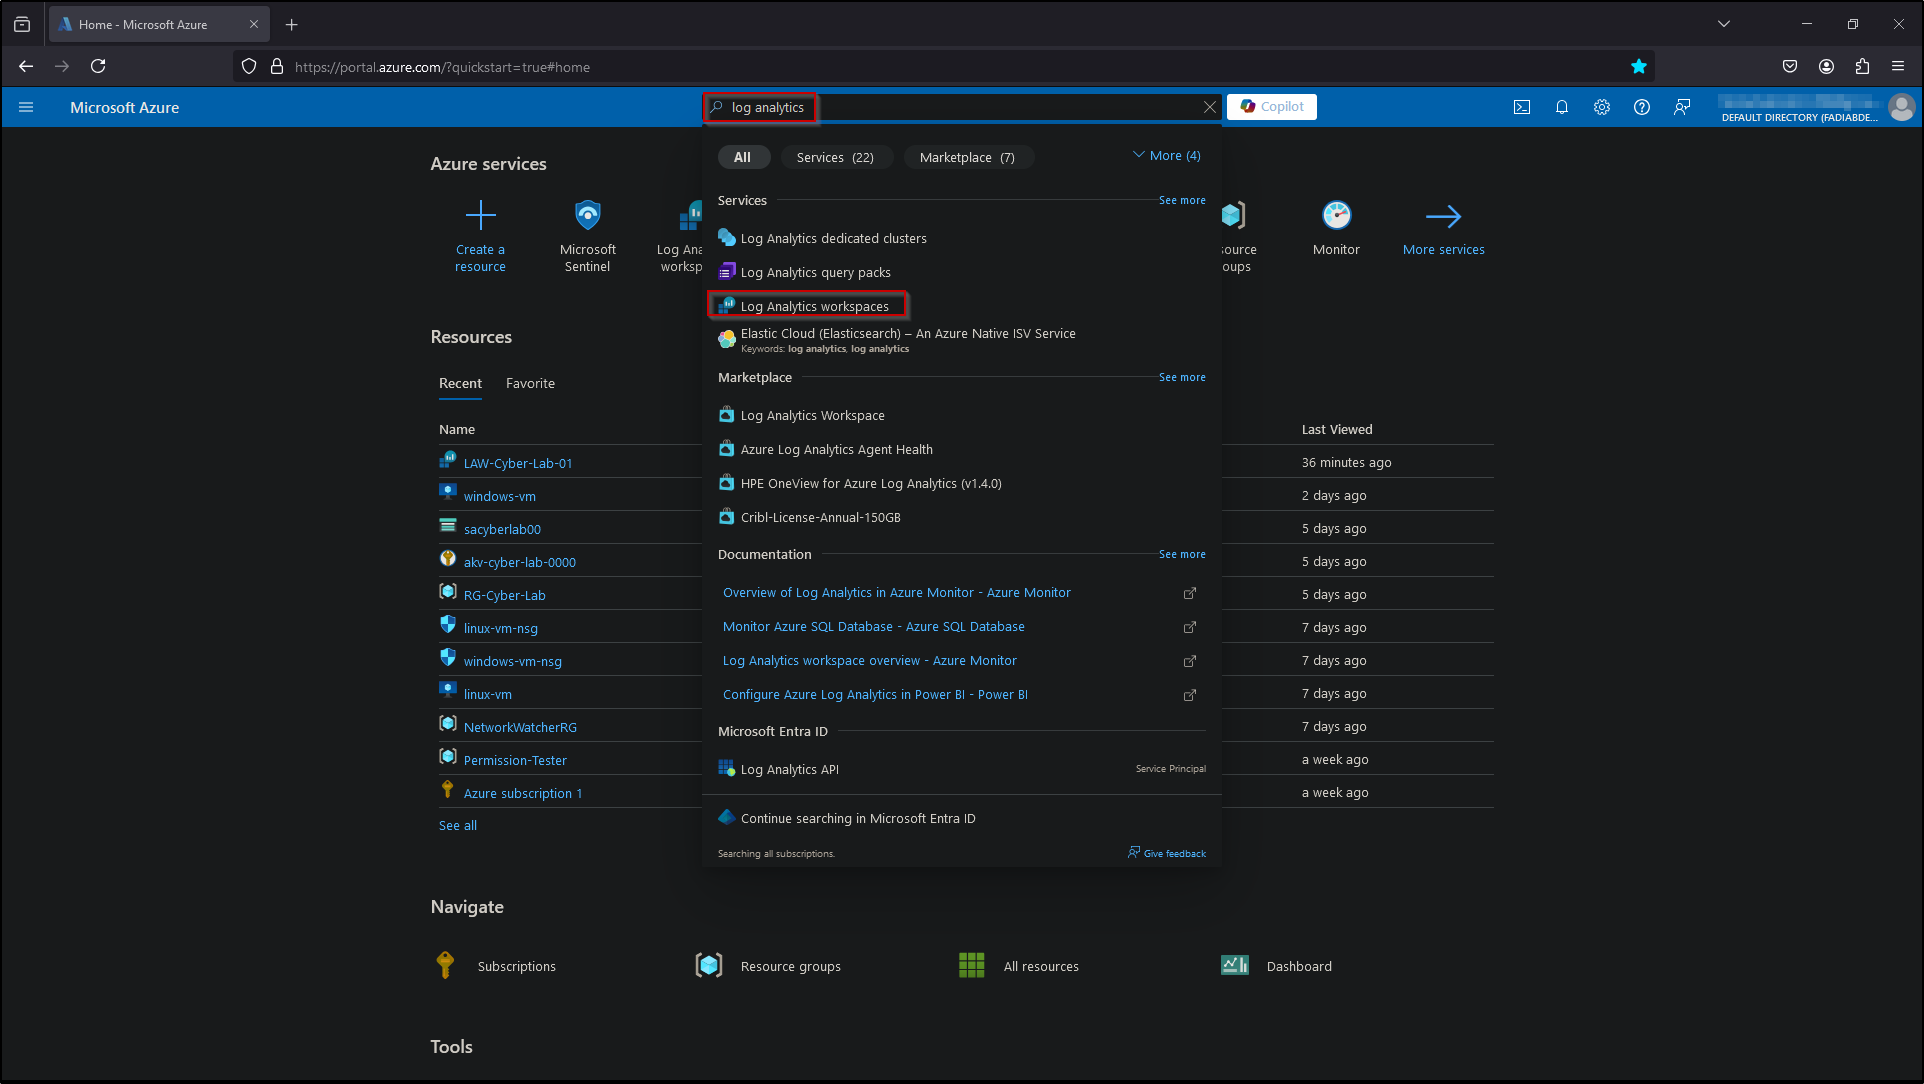 Home - Microsoft Azure
https://portal.azure.com/?quickstart=true#home
Microsoft Azure
log analytics
Copilot
DEFAULT DIRECTORY (FADIABDE...
All
Services (22)
Marketplace (7)
More (4)
Azure services
Create a resource
Microsoft Sentinel
Log Ana
worksp
source
oups
Monitor
More services
Services
See more
Log Analytics dedicated clusters
Log Analytics query packs
Log Analytics workspaces
Elastic Cloud (Elasticsearch) – An Azure Native ISV Service
Keywords: log analytics, log analytics
Marketplace
See more
Log Analytics Workspace
Azure Log Analytics Agent Health
HPE OneView for Azure Log Analytics (v1.4.0)
Cribl-License-Annual-150GB
Documentation
See more
Overview of Log Analytics in Azure Monitor - Azure Monitor
Monitor Azure SQL Database - Azure SQL Database
Log Analytics workspace overview - Azure Monitor
Configure Azure Log Analytics in Power BI - Power BI
Microsoft Entra ID
Log Analytics API
Service Principal
Continue searching in Microsoft Entra ID
Searching all subscriptions.
Give feedback
Resources
Recent
Favorite
Name
Last Viewed
LAW-Cyber-Lab-01
36 minutes ago
windows-vm
2 days ago
sacyberlab00
5 days ago
akv-cyber-lab-0000
5 days ago
RG-Cyber-Lab
5 days ago
linux-vm-nsg
7 days ago
windows-vm-nsg
7 days ago
linux-vm
7 days ago
NetworkWatcherRG
7 days ago
Permission-Tester
a week ago
Azure subscription 1
a week ago
See all
Navigate
Subscriptions
Resource groups
All resources
Dashboard
Tools